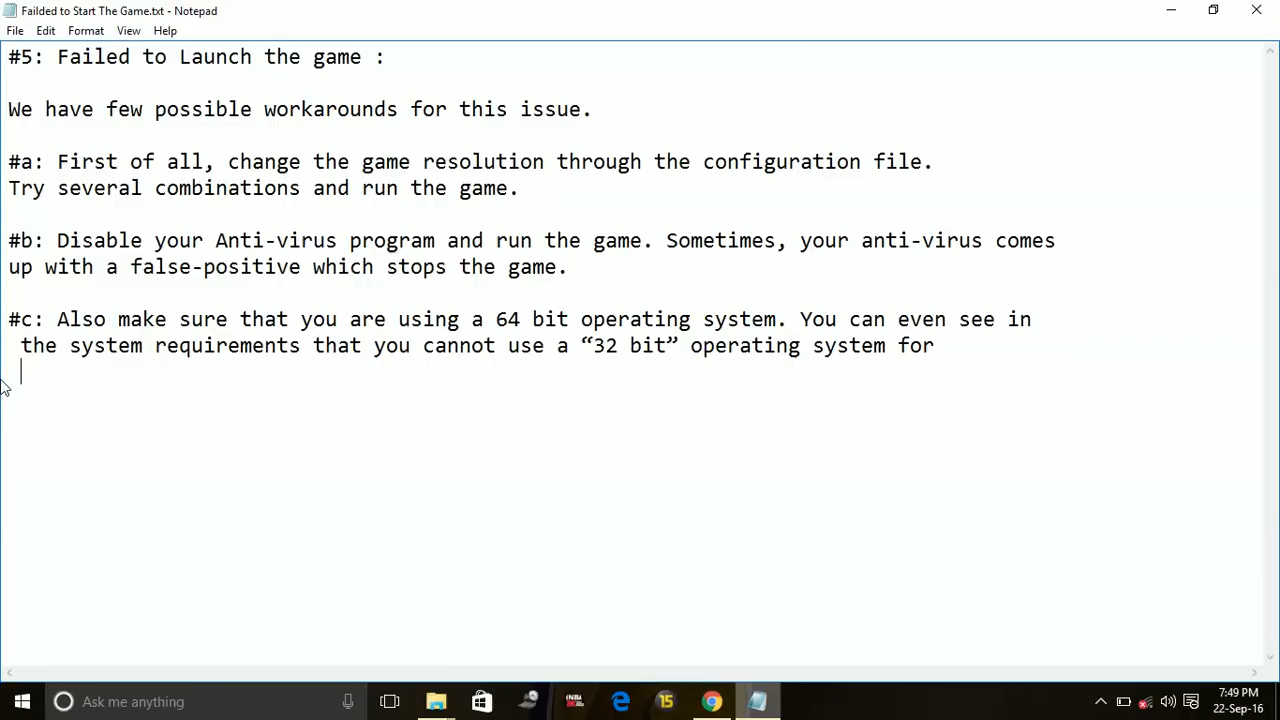 Failded to Start The Game.txt - Notepad
File Edit Format View Help
#5: Failed to Launch the game :
We have few possible workarounds for this issue.
#a: First of all, change the game resolution through the configuration file.
Try several combinations and run the game.
#b: Disable your Anti-virus program and run the game. Sometimes, your anti-virus comes
up with a false-positive which stops the game.
#c: Also make sure that you are using a 64 bit operating system. You can even see in
the system requirements that you cannot use a “32 bit” operating system for
Ask me anything
15
7:49 PM
22-Sep-16